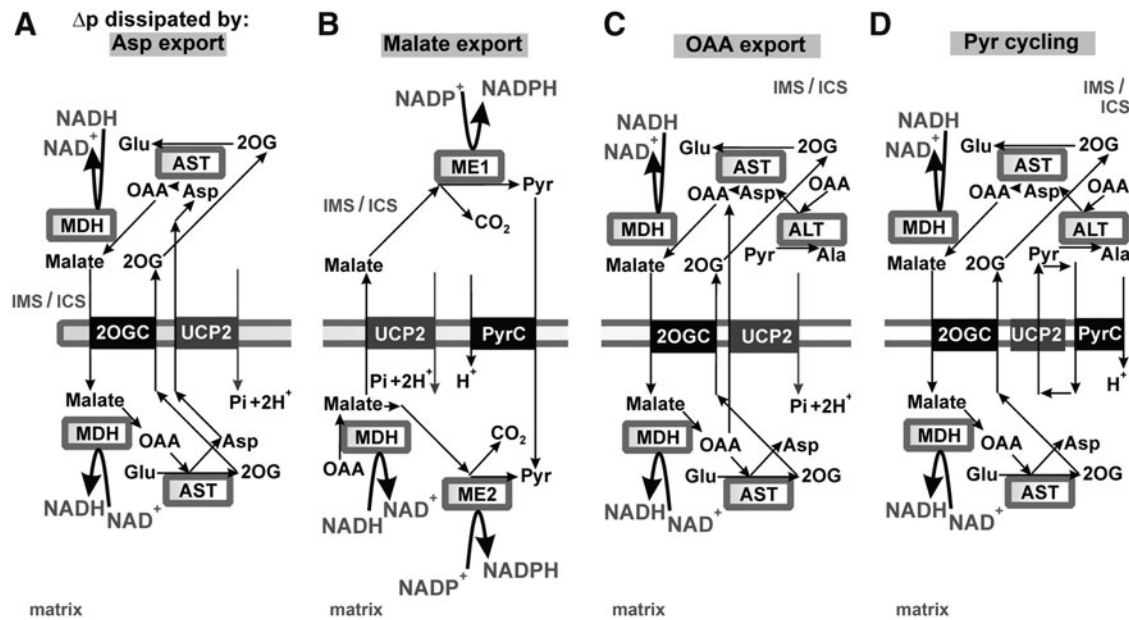 A
Δp dissipated by:
Asp export
NADH
NAD+
Glu
2OG
AST
OAA
Asp
MDH
Malate
2OG
IMS / ICS
2OGC
UCP2
Pi+2H+
Malate
MDH
OAA
Asp
Glu
2OG
AST
NADH
NAD+
matrix
B
Malate export
NADP+
NADPH
ME1
Pyr
IMS / ICS
CO2
Malate
UCP2
PyrC
Pi+2H+
H+
Malate
MDH
CO2
OAA
Pyr
ME2
NADH
NAD+
NADP+
NADPH
matrix
C
OAA export
IMS / ICS
NADH
NAD+
Glu
2OG
AST
OAA
Asp
OAA
MDH
ALT
Malate
2OG
Pyr
Ala
2OGC
UCP2
Malate
Pi+2H+
MDH
OAA
Asp
Glu
2OG
AST
NADH
NAD+
matrix
D
Pyr cycling
IMS /
ICS
NADH
NAD+
Glu
2OG
AST
OAA
Asp
OAA
MDH
ALT
Malate
2OG
Pyr
Ala
2OGC
UCP2
PyrC
H+
Malate
MDH
OAA
Asp
Glu
2OG
AST
NADH
NAD+
matrix